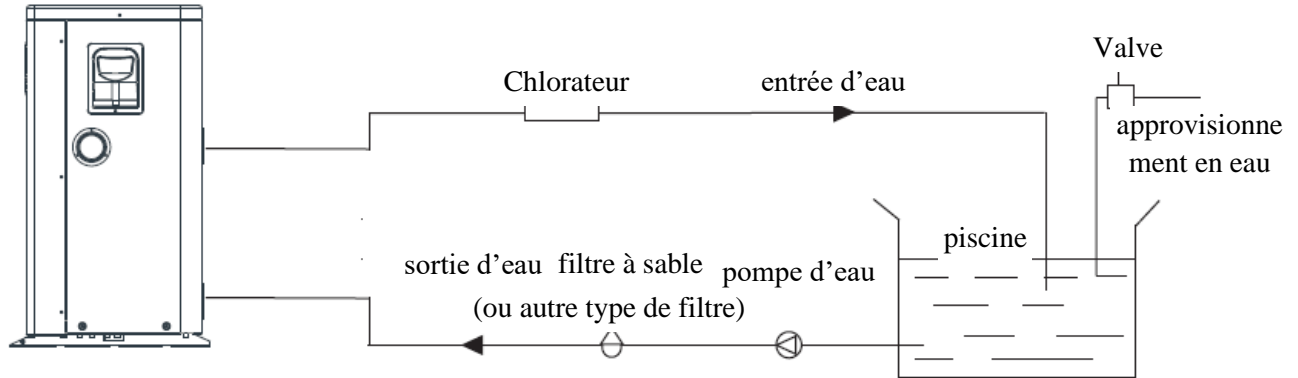 Valve
Chlorateur
entrée d’eau
approvisionne
ment en eau
piscine
sortie d’eau
filtre à sable
(ou autre type de filtre)
pompe d’eau